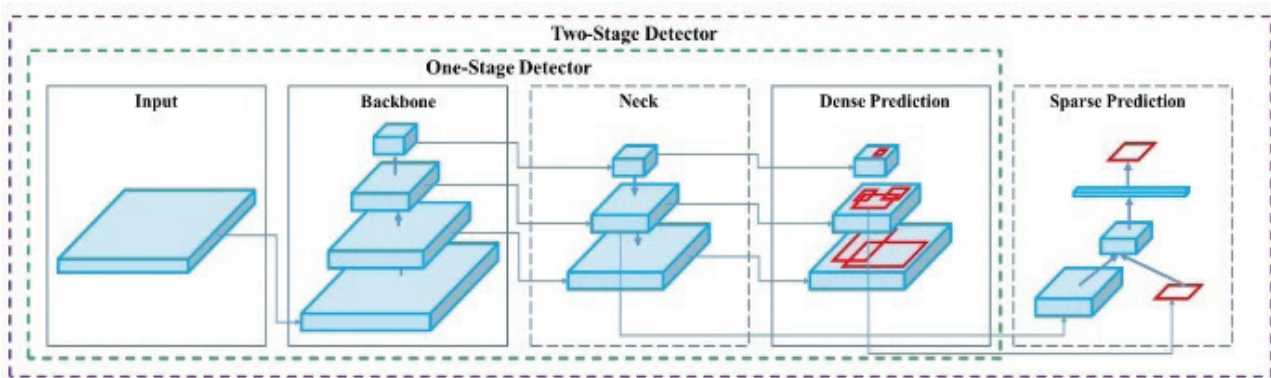 Two-Stage Detector
One-Stage Detector
Input
Backbone
Neck
Dense Prediction
Sparse Prediction